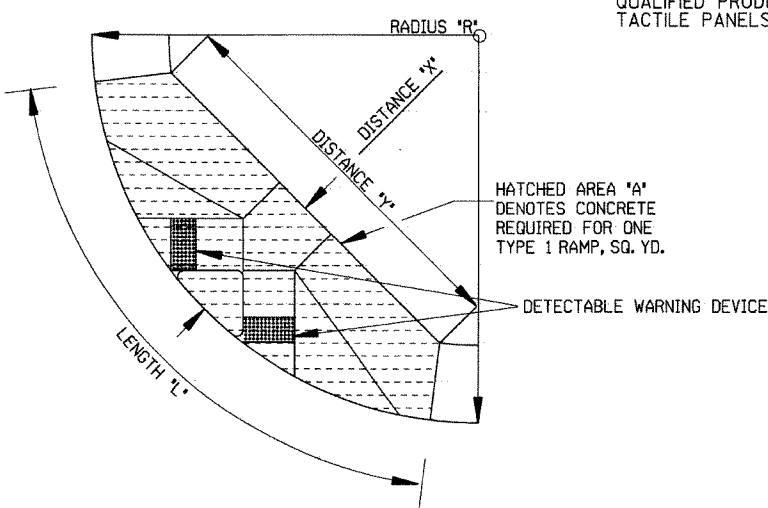 QUALIFIED PRODU
TACTILE PANELS
RADIUS "R"
DISTANCE "X"
DISTANCE "Y"
HATCHED AREA "A"
DENOTES CONCRETE
REQUIRED FOR ONE
TYPE 1 RAMP, SQ. YD.
DETECTABLE WARNING DEVICE
LENGTH "L"